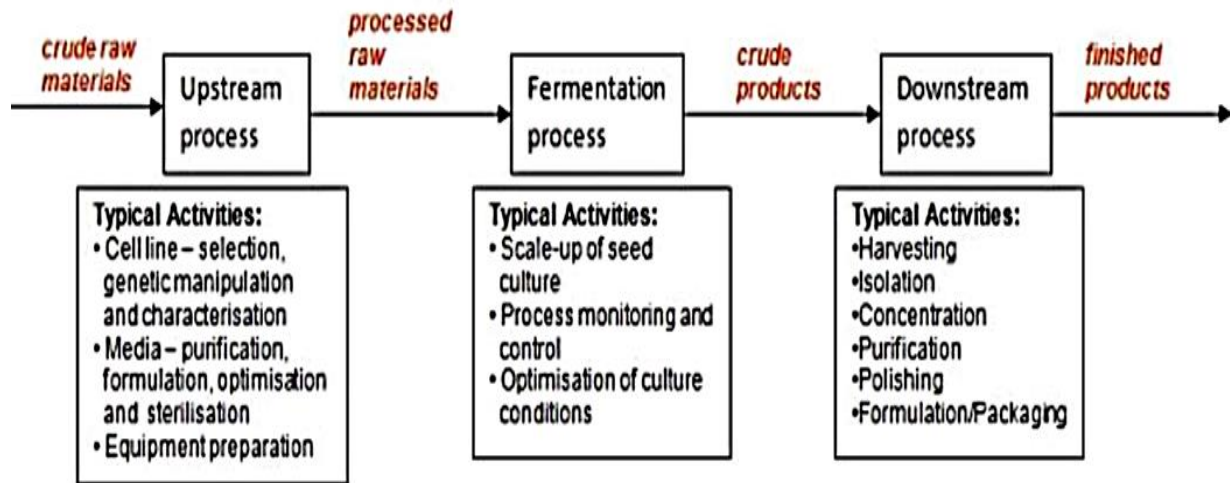 crude raw
materials
Upstream
process
processed
raw
materials
Fermentation
process
crude
products
Downstream
process
finished
products
Typical Activities:
• Cell line – selection,
genetic manipulation
and characterisation
• Media – purification,
formulation, optimisation
and sterilisation
• Equipment preparation
Typical Activities:
• Scale-up of seed
culture
• Process monitoring and
control
• Optimisation of culture
conditions
Typical Activities:
•Harvesting
•Isolation
•Concentration
•Purification
•Polishing
•Formulation/Packaging